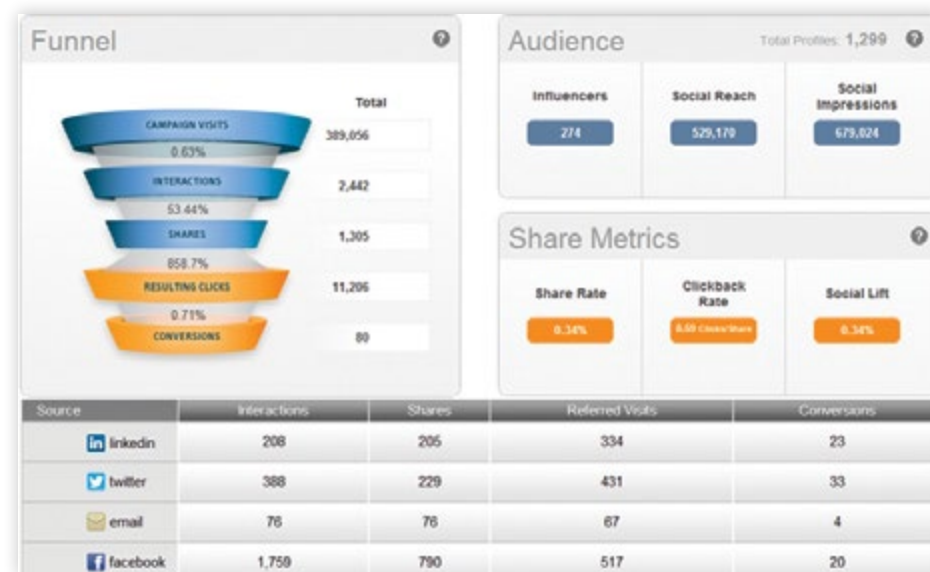 Funnel
Total
CAMPAIGN VISITS
389,056
0.63%
INTERACTIONS
2,442
53.44%
SHARES
1,305
858.7%
RESULTING CLICKS
11,206
0.71%
CONVERSIONS
80
Audience
Total Profiles: 1,299
Influencers
274
Social Reach
529,170
Social
Impressions
679,024
Share Metrics
Share Rate
0.34%
Clickback
Rate
8.59 Clicks/Share
Social Lift
0.34%
Source Interactions Shares Referred Visits Conversions
linkedin 208 205 334 23
twitter 388 229 431 33
email 76 76 67 4
facebook 1,759 790 517 20